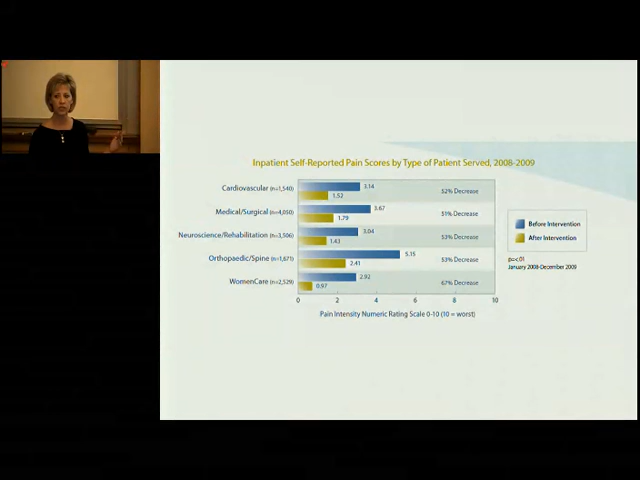 Inpatient Self-Reported Pain Scores by Type of Patient Served, 2008-2009
Cardiovascular (n=1,540)
3.14
1.52
52% Decrease
Medical/Surgical (n=4,050)
3.67
1.79
51% Decrease
Neuroscience/Rehabilitation (n=3,506)
3.04
1.43
53% Decrease
Orthopaedic/Spine (n=1,671)
5.15
2.41
53% Decrease
WomenCare (n=2,529)
2.92
0.97
67% Decrease
0 2 4 6 8 10
Pain Intensity Numeric Rating Scale 0-10 (10 = worst)
Before Intervention
After Intervention
p=<.01
January 2008-December 2009